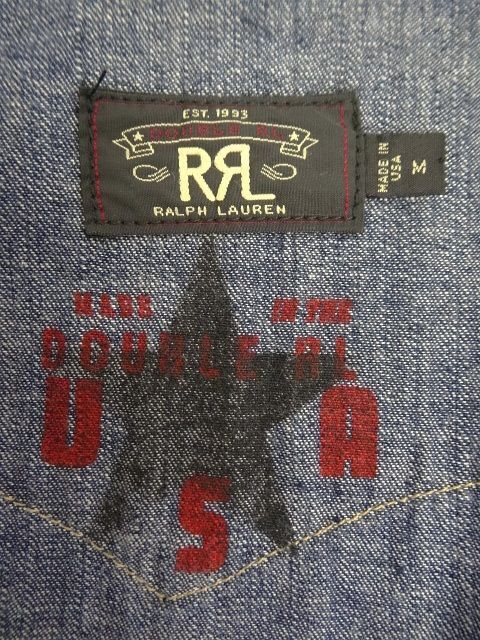 EST. 1993
DOUBLE RL
RRL
RALPH LAUREN
MADE IN
USA
M
MADE IN THE
DOUBLE RL
U S A